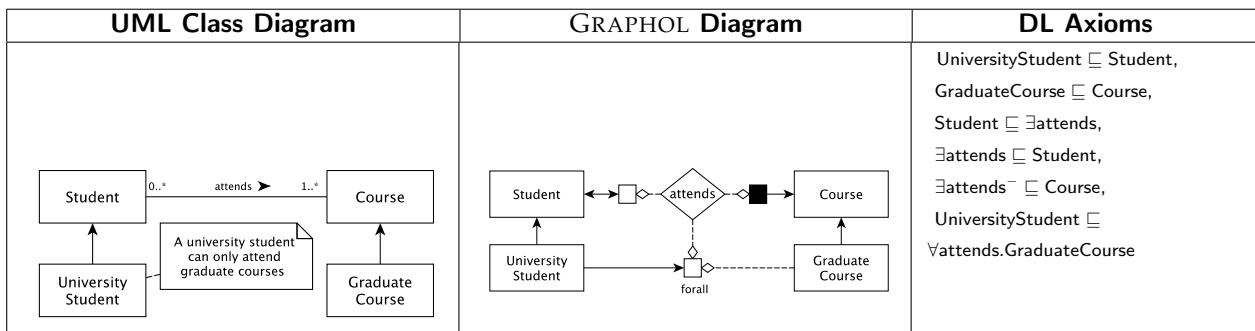 UML Class Diagram
GRAPHOL Diagram
DL Axioms
Student
0..*
attends
1..*
Course
A university student
can only attend
graduate courses
University
Student
Graduate
Course
Student
attends
Course
University
Student
forall
Graduate
Course
UniversityStudent ⊑ Student,
GraduateCourse ⊑ Course,
Student ⊑ ∃attends,
∃attends ⊑ Student,
∃attends⁻ ⊑ Course,
UniversityStudent ⊑
∀attends.GraduateCourse